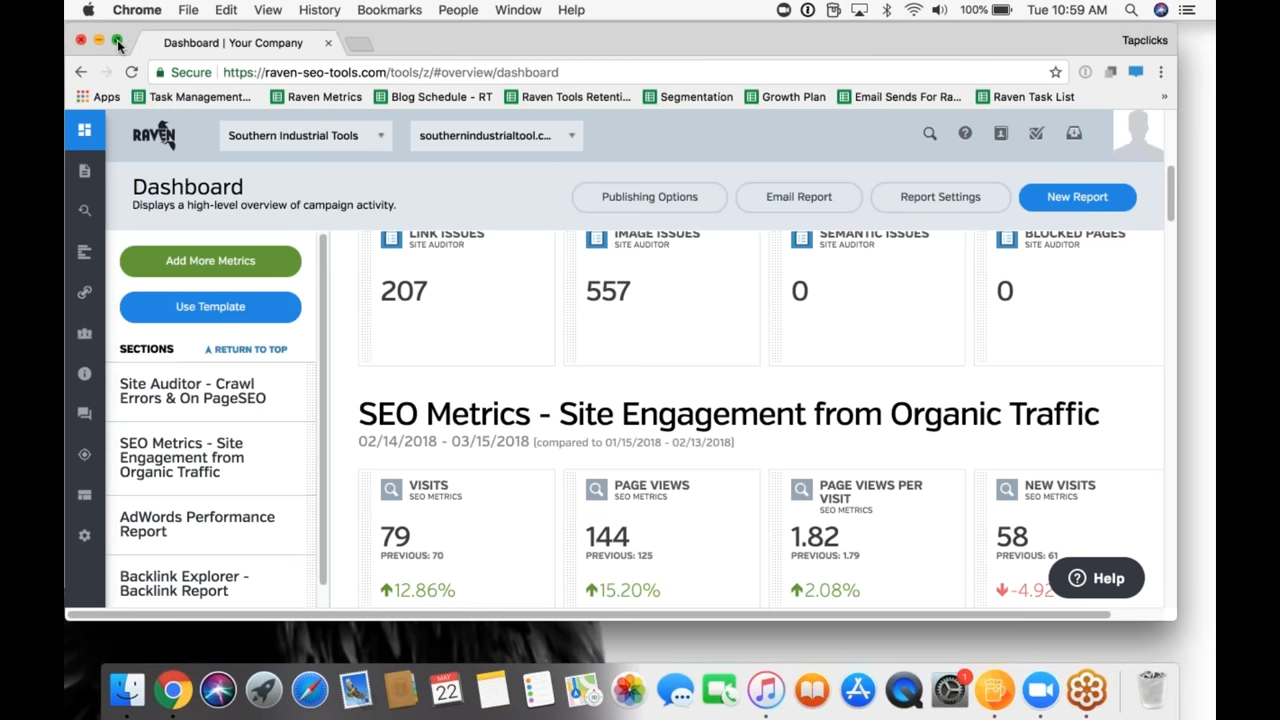 Chrome File Edit View History Bookmarks People Window Help 100% Tue 10:59 AM
Dashboard | Your Company
Tapclicks
Secure https://raven-seo-tools.com/tools/z/#overview/dashboard
Apps Task Management... Raven Metrics Blog Schedule - RT Raven Tools Retenti... Segmentation Growth Plan Email Sends For Ra... Raven Task List »
RAVEN Southern Industrial Tools southernindustrialtool.c...
Dashboard
Displays a high-level overview of campaign activity.
Publishing Options Email Report Report Settings New Report
Add More Metrics
Use Template
SECTIONS RETURN TO TOP
Site Auditor - Crawl
Errors & On PageSEO
SEO Metrics - Site
Engagement from
Organic Traffic
AdWords Performance
Report
Backlink Explorer -
Backlink Report
LINK ISSUES
SITE AUDITOR
207
IMAGE ISSUES
SITE AUDITOR
557
SEMANTIC ISSUES
SITE AUDITOR
0
BLOCKED PAGES
SITE AUDITOR
0
SEO Metrics - Site Engagement from Organic Traffic
02/14/2018 - 03/15/2018 (compared to 01/15/2018 - 02/13/2018)
VISITS
SEO METRICS
79
PREVIOUS: 70
12.86%
PAGE VIEWS
SEO METRICS
144
PREVIOUS: 125
15.20%
PAGE VIEWS PER
VISIT
SEO METRICS
1.82
PREVIOUS: 1.79
2.08%
NEW VISITS
SEO METRICS
58
PREVIOUS: 61
-4.92
Help
MAY
22
1